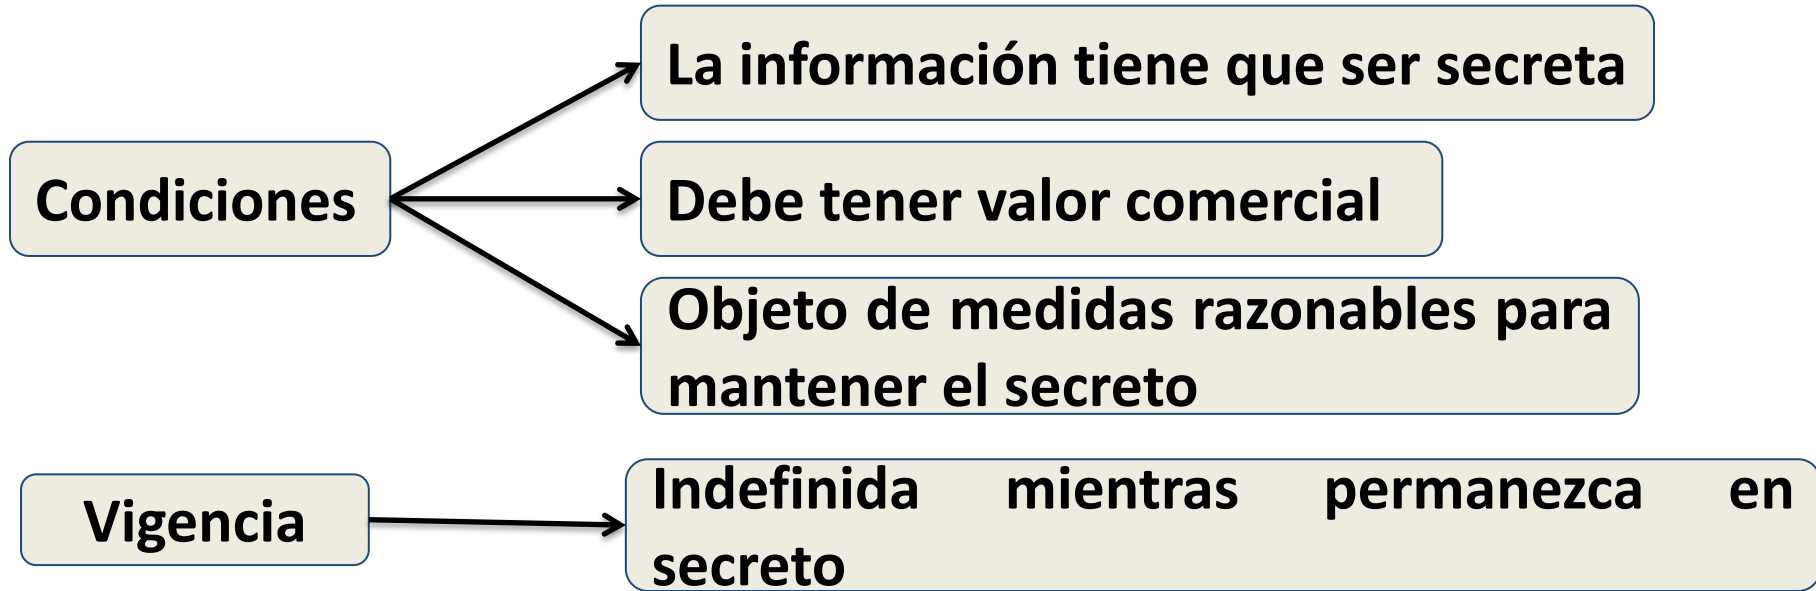 Condiciones
La información tiene que ser secreta
Debe tener valor comercial
Objeto de medidas razonables para
mantener el secreto
Vigencia
Indefinida mientras permanezca en
secreto